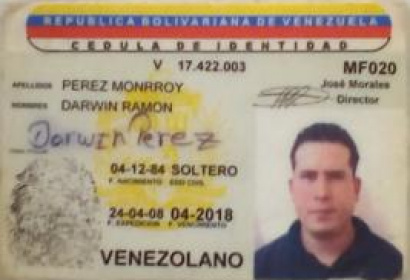 REPUBLICA BOLIVARIANA DE VENEZUELA
CEDULA DE IDENTIDAD
V 17.422.003 MF020
APELLIDOS PEREZ MONRROY
NOMBRES DARWIN RAMON
José Morales
Director
Darwin Perez
04-12-84 SOLTERO
F. NACIMIENTO EDO CIVIL
24-04-08 04-2018
F. EXPEDICION F. VENCIMIENTO
VENEZOLANO